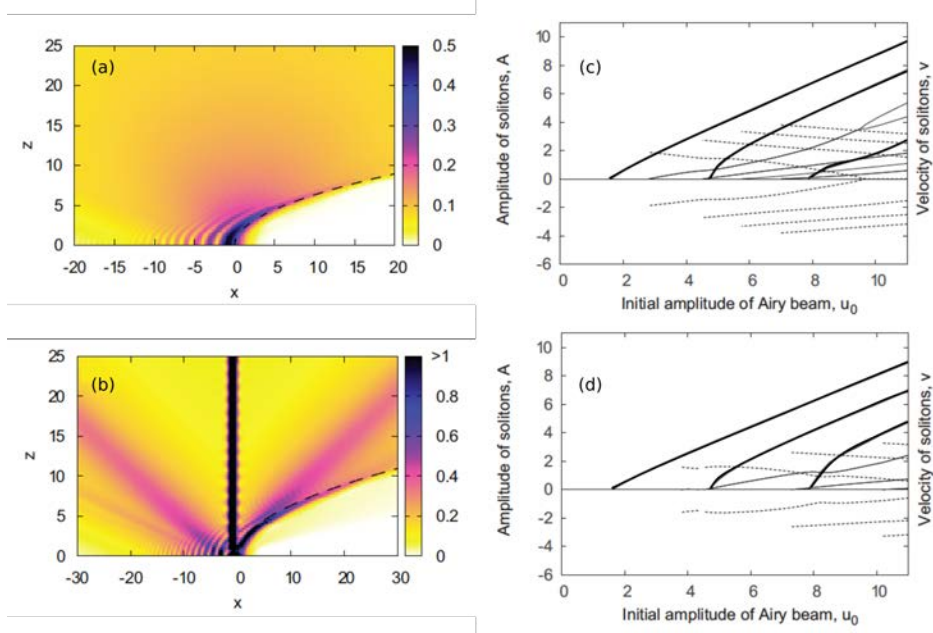 (a)
z
25
20
15
10
5
0
-20 -15 -10 -5 0 5 10 15 20
x
0.5
0.4
0.3
0.2
0.1
0
(b)
z
25
20
15
10
5
0
-30 -20 -10 0 10 20 30
x
>1
0.8
0.6
0.4
0.2
0
(c)
Amplitude of solitons, A
10
8
6
4
2
0
-2
-4
-6
0 2 4 6 8 10
Initial amplitude of Airy beam, u₀
Velocity of solitons, v
(d)
Amplitude of solitons, A
10
8
6
4
2
0
-2
-4
-6
0 2 4 6 8 10
Initial amplitude of Airy beam, u₀
Velocity of solitons, v